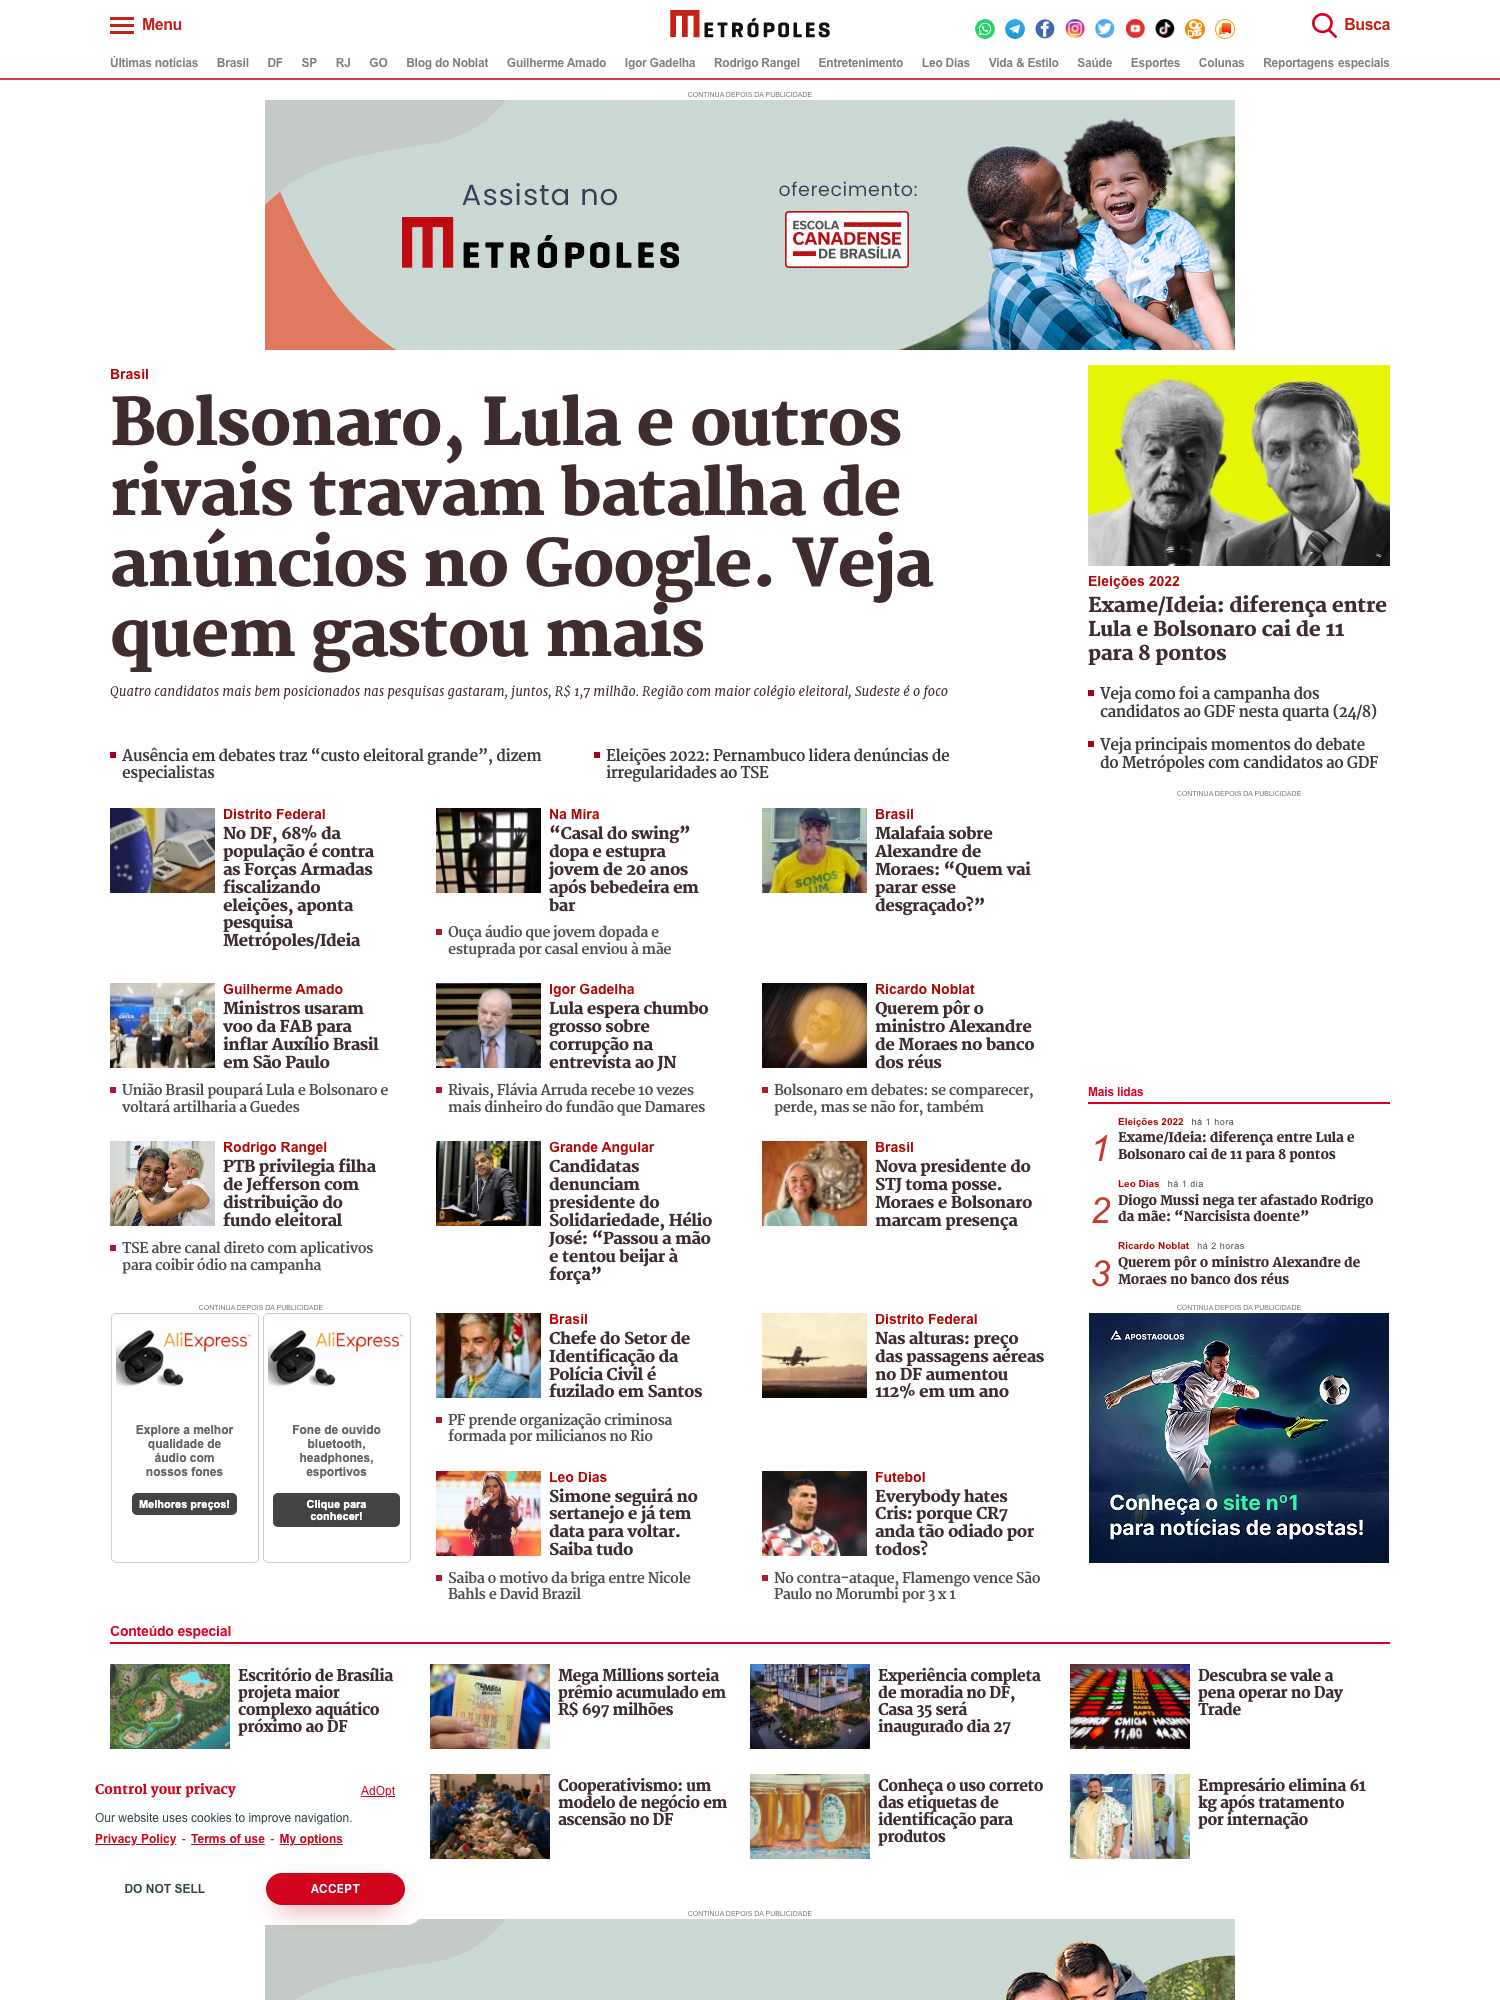 Menu
METRÓPOLES
Busca
Últimas notícias Brasil DF SP RJ GO Blog do Noblat Guilherme Amado Igor Gadelha Rodrigo Rangel Entretenimento Leo Dias Vida & Estilo Saúde Esportes Colunas Reportagens especiais
CONTINUA DEPOIS DA PUBLICIDADE
Assista no
METRÓPOLES
oferecimento:
ESCOLA
CANADENSE
DE BRASÍLIA
Brasil
Bolsonaro, Lula e outros
rivais travam batalha de
anúncios no Google. Veja
quem gastou mais
Quatro candidatos mais bem posicionados nas pesquisas gastaram, juntos, R$ 1,7 milhão. Região com maior colégio eleitoral, Sudeste é o foco
Ausência em debates traz “custo eleitoral grande”, dizem
especialistas
Eleições 2022: Pernambuco lidera denúncias de
irregularidades ao TSE
Eleições 2022
Exame/Ideia: diferença entre
Lula e Bolsonaro cai de 11
para 8 pontos
Veja como foi a campanha dos
candidatos ao GDF nesta quarta (24/8)
Veja principais momentos do debate
do Metrópoles com candidatos ao GDF
CONTINUA DEPOIS DA PUBLICIDADE
Distrito Federal
No DF, 68% da
população é contra
as Forças Armadas
fiscalizando
eleições, aponta
pesquisa
Metrópoles/Ideia
Na Mira
“Casal do swing”
dopa e estupra
jovem de 20 anos
após bebedeira em
bar
Ouça áudio que jovem dopada e
estuprada por casal enviou à mãe
SOMOS
UM
Brasil
Malafaia sobre
Alexandre de
Moraes: “Quem vai
parar esse
desgraçado?”
Guilherme Amado
Ministros usaram
voo da FAB para
inflar Auxílio Brasil
em São Paulo
União Brasil poupará Lula e Bolsonaro e
voltará artilharia a Guedes
Igor Gadelha
Lula espera chumbo
grosso sobre
corrupção na
entrevista ao JN
Rivais, Flávia Arruda recebe 10 vezes
mais dinheiro do fundão que Damares
Ricardo Noblat
Querem pôr o
ministro Alexandre
de Moraes no banco
dos réus
Bolsonaro em debates: se comparecer,
perde, mas se não for, também
Rodrigo Rangel
PTB privilegia filha
de Jefferson com
distribuição do
fundo eleitoral
TSE abre canal direto com aplicativos
para coibir ódio na campanha
Grande Angular
Candidatas
denunciam
presidente do
Solidariedade, Hélio
José: “Passou a mão
e tentou beijar à
força”
Brasil
Nova presidente do
STJ toma posse.
Moraes e Bolsonaro
marcam presença
Mais lidas
1
Eleições 2022 há 1 hora
Exame/Ideia: diferença entre Lula e
Bolsonaro cai de 11 para 8 pontos
2
Leo Dias há 1 dia
Diogo Mussi nega ter afastado Rodrigo
da mãe: “Narcisista doente”
3
Ricardo Noblat há 2 horas
Querem pôr o ministro Alexandre de
Moraes no banco dos réus
CONTINUA DEPOIS DA PUBLICIDADE
AliExpress
Explore a melhor
qualidade de
áudio com
nossos fones
Melhores preços!
AliExpress
Fone de ouvido
bluetooth,
headphones,
esportivos
Clique para
conhecer!
Brasil
Chefe do Setor de
Identificação da
Polícia Civil é
fuzilado em Santos
PF prende organização criminosa
formada por milicianos no Rio
Distrito Federal
Nas alturas: preço
das passagens aéreas
no DF aumentou
112% em um ano
Leo Dias
Simone seguirá no
sertanejo e já tem
data para voltar.
Saiba tudo
Saiba o motivo da briga entre Nicole
Bahls e David Brazil
Futebol
Everybody hates
Cris: porque CR7
anda tão odiado por
todos?
No contra-ataque, Flamengo vence São
Paulo no Morumbi por 3 x 1
CONTINUA DEPOIS DA PUBLICIDADE
APOSTAGOLOS
Conheça o site nº1
para notícias de apostas!
Conteúdo especial
Escritório de Brasília
projeta maior
complexo aquático
próximo ao DF
Mega Millions sorteia
prêmio acumulado em
R$ 697 milhões
Experiência completa
de moradia no DF,
Casa 35 será
inaugurado dia 27
Descubra se vale a
pena operar no Day
Trade
Control your privacy
AdOpt
Our website uses cookies to improve navigation.
Privacy Policy - Terms of use - My options
DO NOT SELL
ACCEPT
Cooperativismo: um
modelo de negócio em
ascensão no DF
Conheça o uso correto
das etiquetas de
identificação para
produtos
Empresário elimina 61
kg após tratamento
por internação
CONTINUA DEPOIS DA PUBLICIDADE